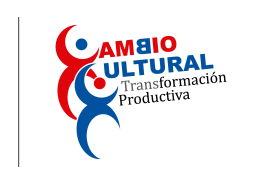 CAMBIO
CULTURAL
Transformación
Productiva